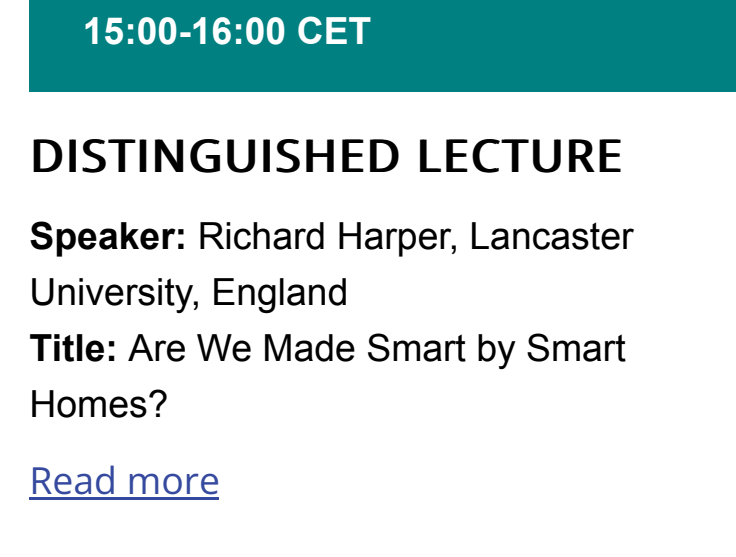 15:00-16:00 CET
DISTINGUISHED LECTURE
Speaker: Richard Harper, Lancaster
University, England
Title: Are We Made Smart by Smart
Homes?
Read more